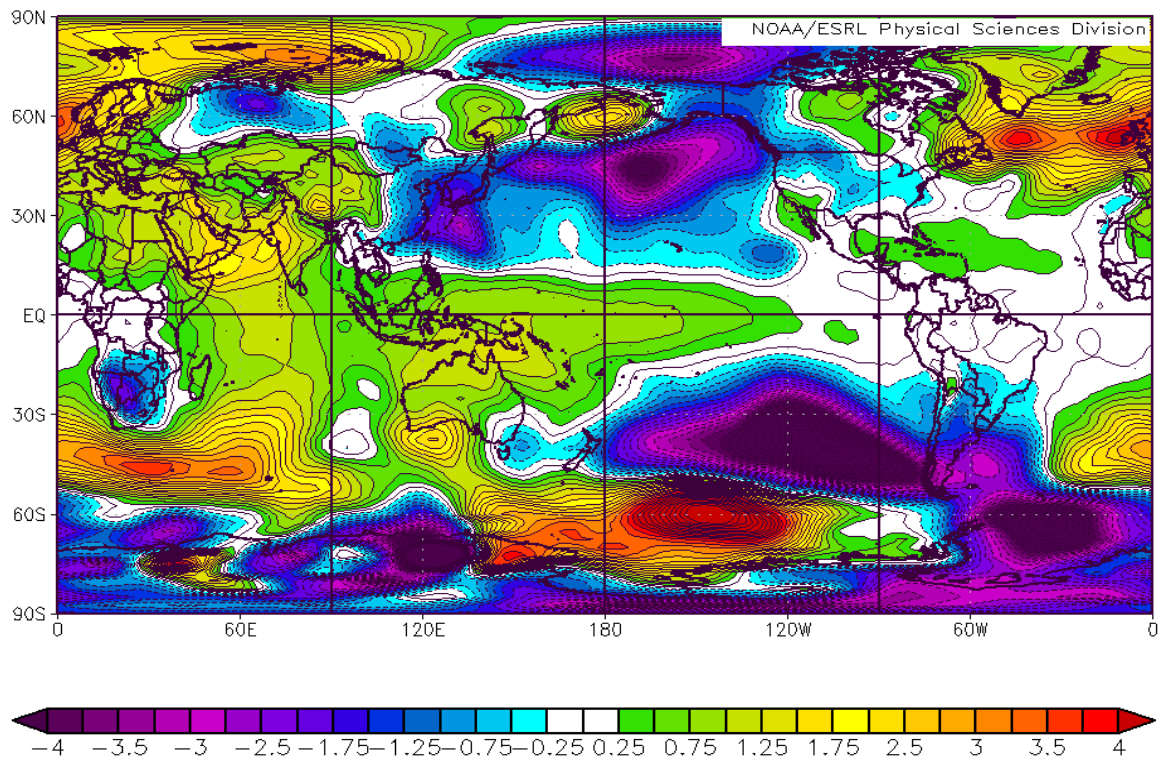 NOAA/ESRL Physical Sciences Division
90N
60N
30N
EQ
30S
60S
90S
0 60E 120E 180 120W 60W 0
-4 -3.5 -3 -2.5 -1.75 -1.25 -0.75 -0.25 0.25 0.75 1.25 1.75 2.5 3 3.5 4